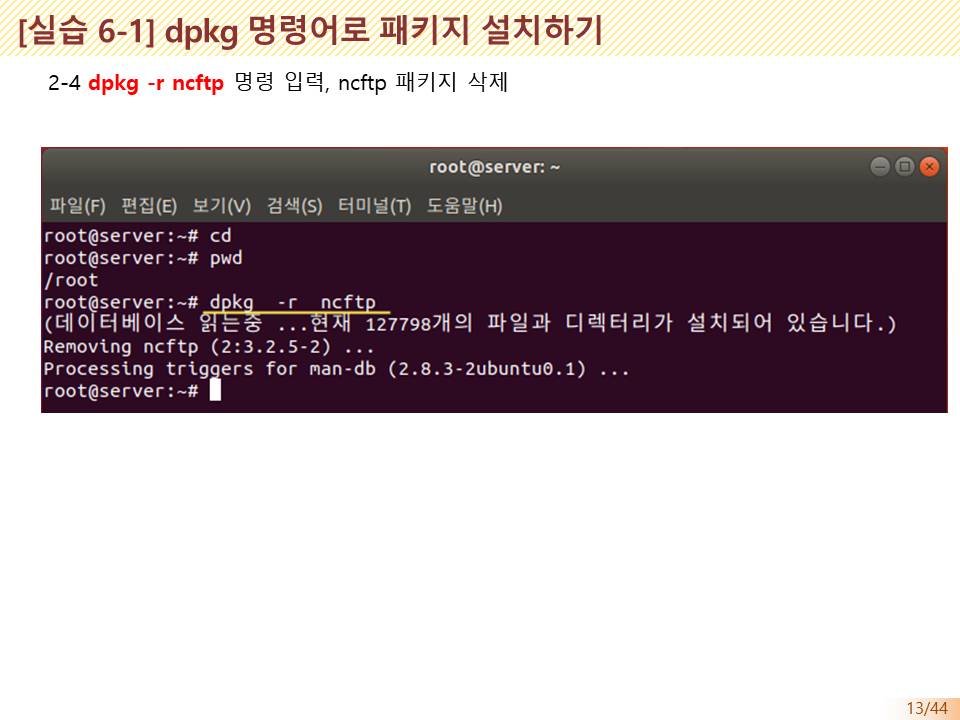 [실습 6-1] dpkg 명령어로 패키지 설치하기
2-4 dpkg -r ncftp 명령 입력, ncftp 패키지 삭제
root@server: ~
파일(F) 편집(E) 보기(V) 검색(S) 터미널(T) 도움말(H)
root@server:~# cd
root@server:~# pwd
/root
root@server:~# dpkg -r ncftp
(데이터베이스 읽는중 ...현재 127798개의 파일과 디렉터리가 설치되어 있습니다.)
Removing ncftp (2:3.2.5-2) ...
Processing triggers for man-db (2.8.3-2ubuntu0.1) ...
root@server:~#
13/44